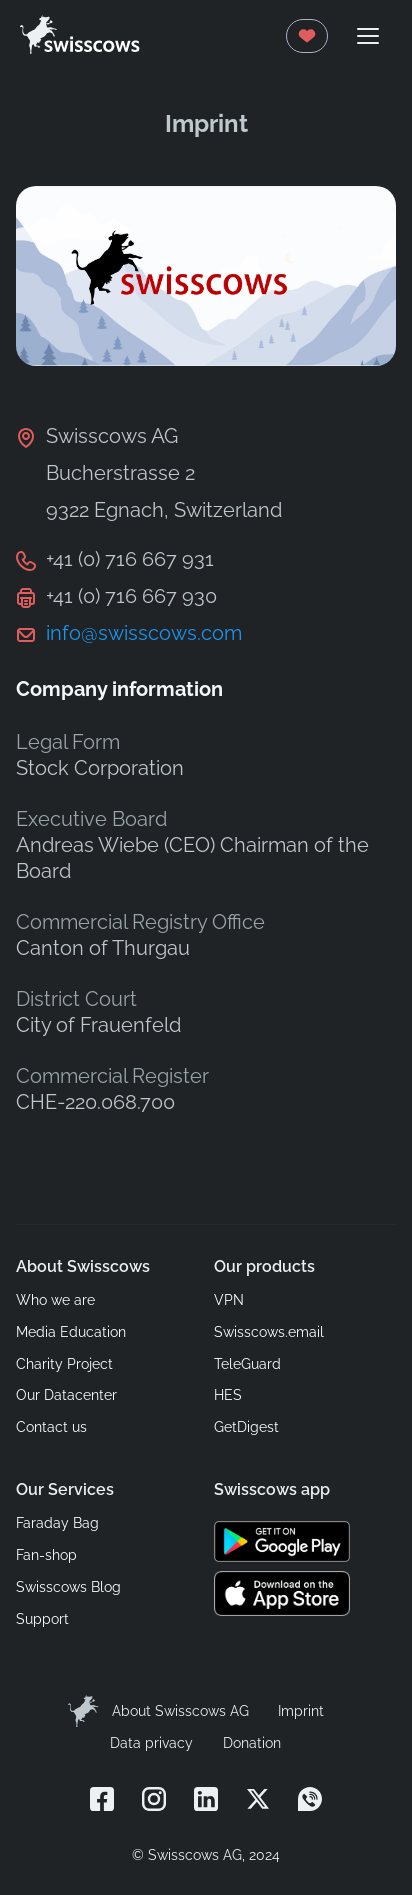 swisscows
Imprint
swisscows
Swisscows AG
Bucherstrasse 2
9322 Egnach, Switzerland
+41 (0) 716 667 931
+41 (0) 716 667 930
info@swisscows.com
Company information
Legal Form
Stock Corporation
Executive Board
Andreas Wiebe (CEO) Chairman of the
Board
Commercial Registry Office
Canton of Thurgau
District Court
City of Frauenfeld
Commercial Register
CHE-220.068.700
About Swisscows
Who we are
Media Education
Charity Project
Our Datacenter
Contact us
Our products
VPN
Swisscows.email
TeleGuard
HES
GetDigest
Our Services
Faraday Bag
Fan-shop
Swisscows Blog
Support
Swisscows app
GET IT ON
Google Play
Download on the
App Store
About Swisscows AG Imprint
Data privacy Donation
© Swisscows AG, 2024